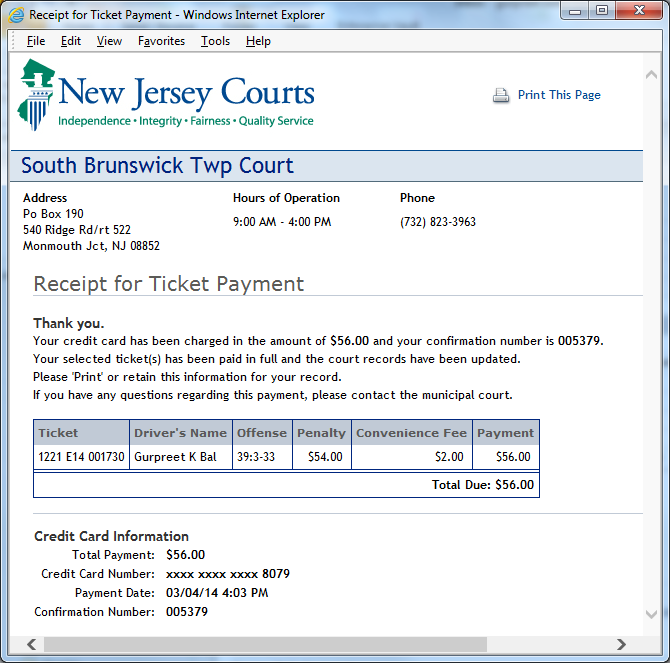 Receipt for Ticket Payment - Windows Internet Explorer
File Edit View Favorites Tools Help
New Jersey Courts
Independence • Integrity • Fairness • Quality Service
Print This Page
South Brunswick Twp Court
Address Hours of Operation Phone
Po Box 190
9:00 AM - 4:00 PM (732) 823-3963
540 Ridge Rd/rt 522
Monmouth Jct, NJ 08852
Receipt for Ticket Payment
Thank you.
Your credit card has been charged in the amount of $56.00 and your confirmation number is 005379.
Your selected ticket(s) has been paid in full and the court records have been updated.
Please 'Print' or retain this information for your record.
If you have any questions regarding this payment, please contact the municipal court.
Ticket Driver's Name Offense Penalty Convenience Fee Payment
1221 E14 001730 Gurpreet K Bal 39:3-33 $54.00 $2.00 $56.00
Total Due: $56.00
Credit Card Information
Total Payment: $56.00
Credit Card Number: xxxx xxxx xxxx 8079
Payment Date: 03/04/14 4:03 PM
Confirmation Number: 005379